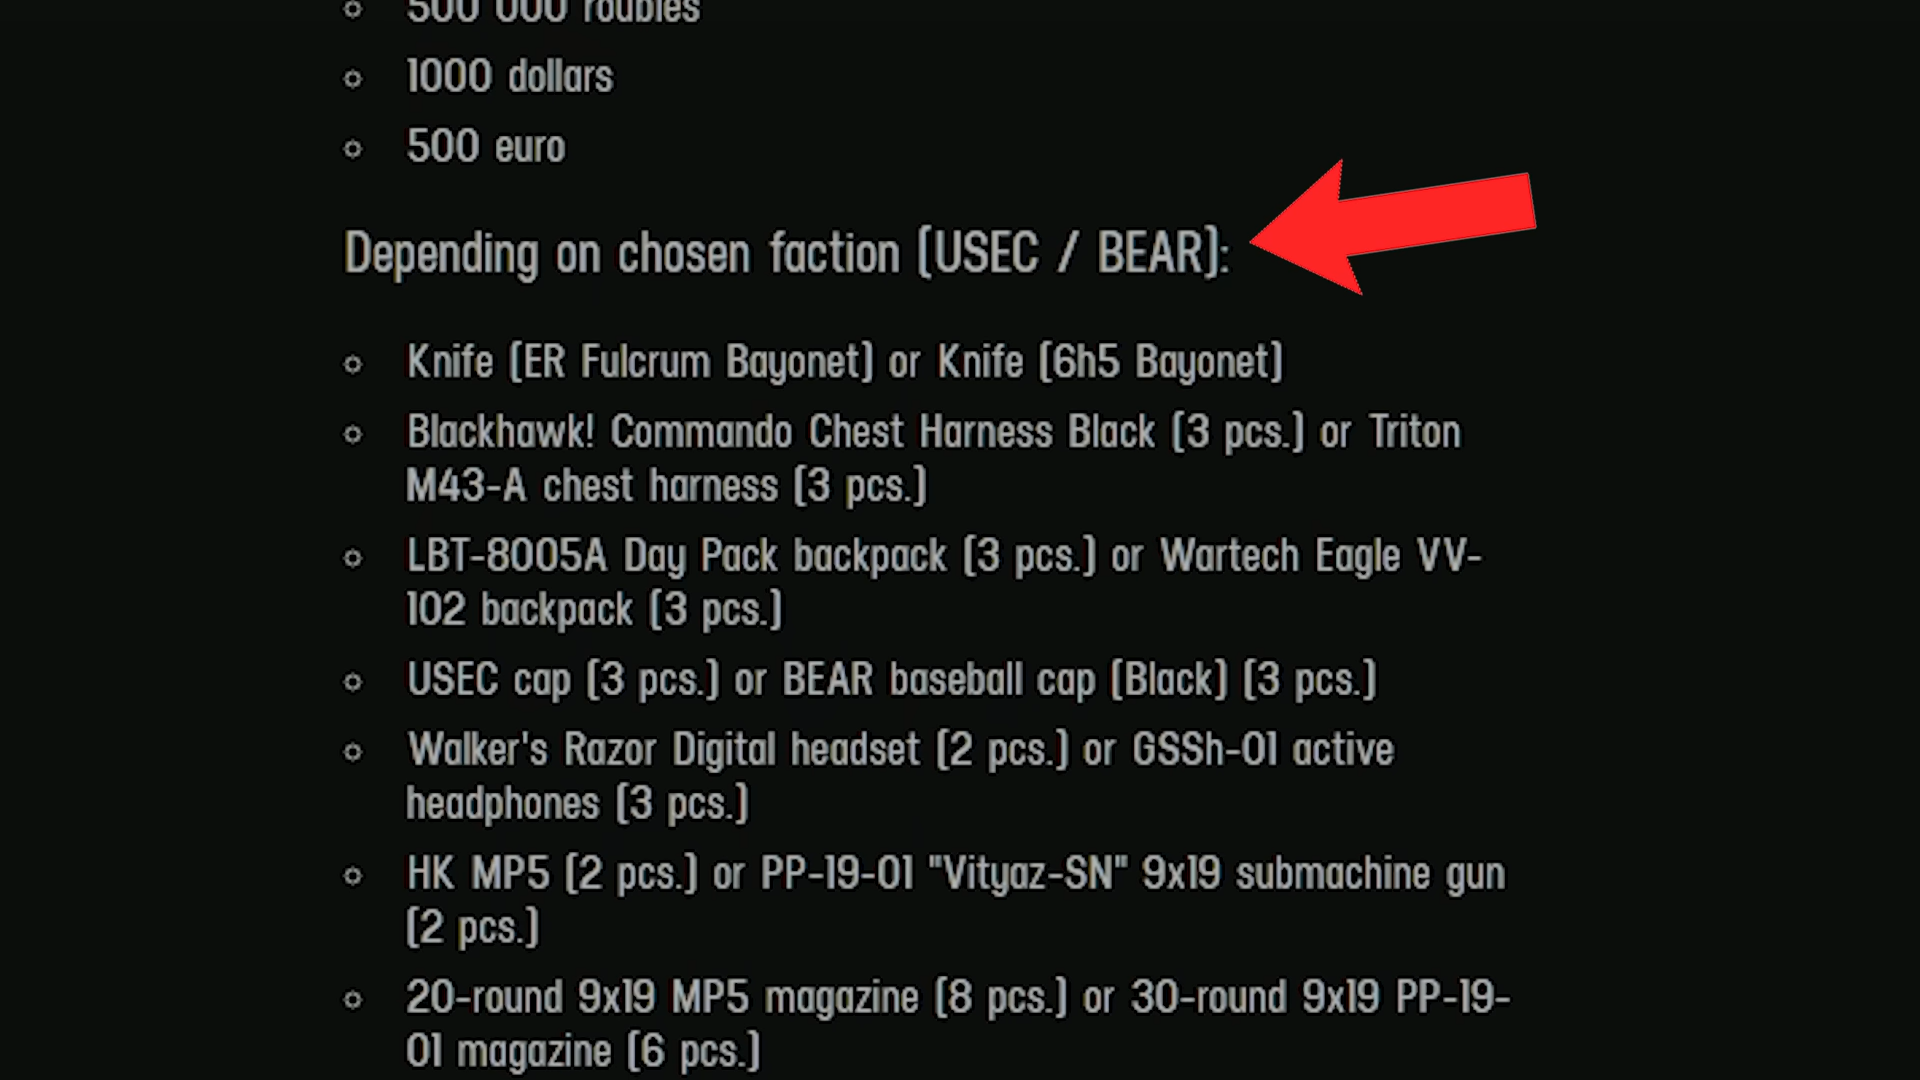 500 000 roubles
1000 dollars
500 euro
Depending on chosen faction (USEC / BEAR):
Knife (ER Fulcrum Bayonet) or Knife (6h5 Bayonet)
Blackhawk! Commando Chest Harness Black (3 pcs.) or Triton
M43-A chest harness (3 pcs.)
LBT-8005A Day Pack backpack (3 pcs.) or Wartech Eagle VV-
102 backpack (3 pcs.)
USEC cap (3 pcs.) or BEAR baseball cap (Black) (3 pcs.)
Walker's Razor Digital headset (2 pcs.) or GSSh-01 active
headphones (3 pcs.)
HK MP5 (2 pcs.) or PP-19-01 "Vityaz-SN" 9x19 submachine gun
(2 pcs.)
20-round 9x19 MP5 magazine (8 pcs.) or 30-round 9x19 PP-19-
01 magazine (6 pcs.)